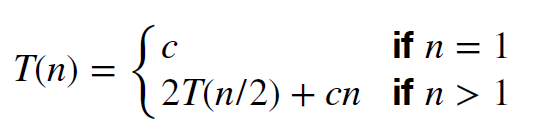 T(n) = { c if n = 1
2T(n/2) + cn if n > 1